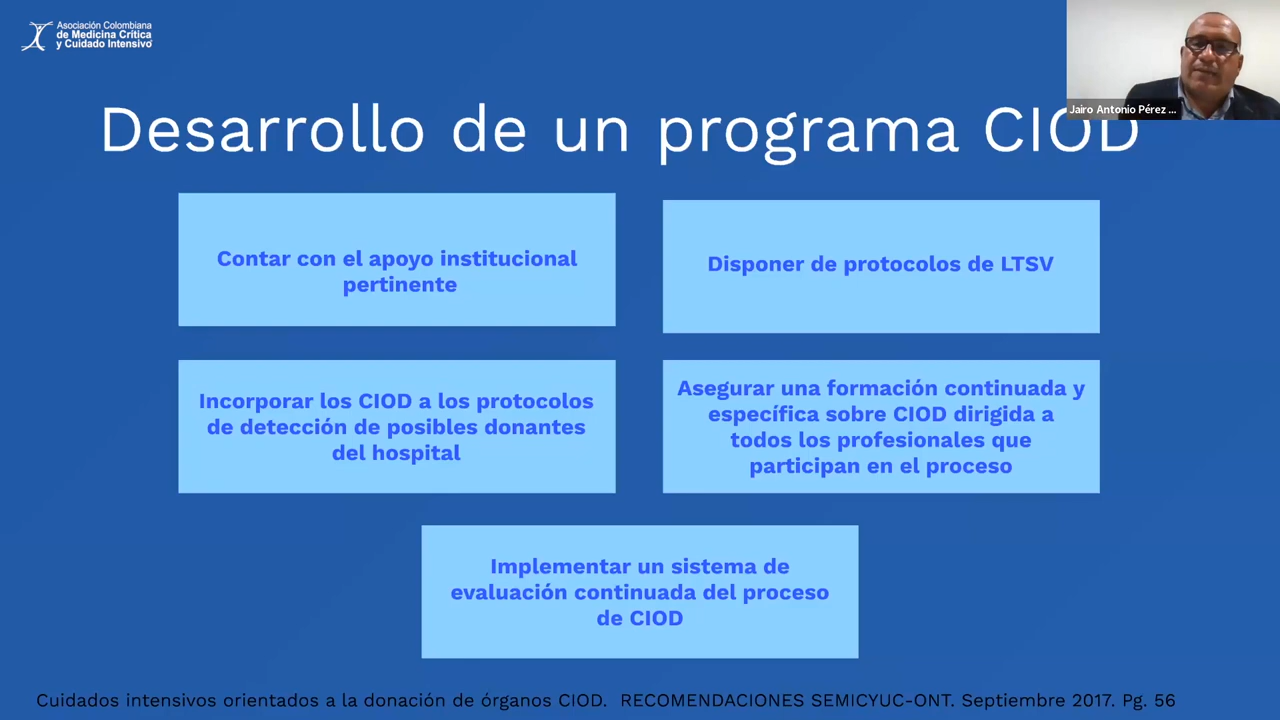 Asociación Colombiana
de Medicina Crítica
y Cuidado Intensivo
Jairo Antonio Pérez ...
Desarrollo de un programa CIOD
Contar con el apoyo institucional
pertinente
Disponer de protocolos de LTSV
Incorporar los CIOD a los protocolos
de detección de posibles donantes
del hospital
Asegurar una formación continuada y
específica sobre CIOD dirigida a
todos los profesionales que
participan en el proceso
Implementar un sistema de
evaluación continuada del proceso
de CIOD
Cuidados intensivos orientados a la donación de órganos CIOD. RECOMENDACIONES SEMICYUC-ONT. Septiembre 2017. Pg. 56